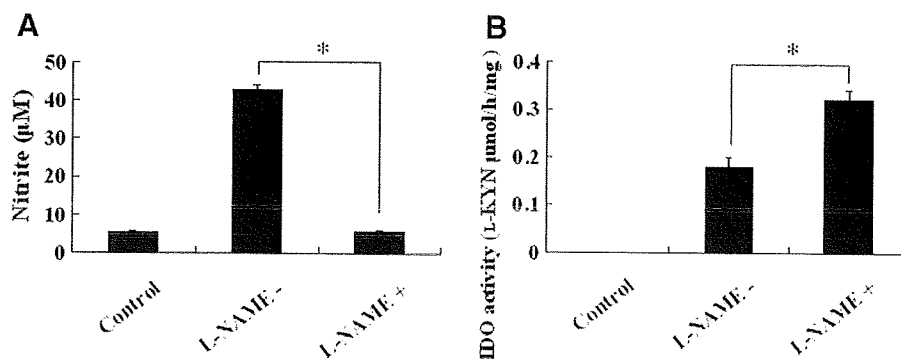 A
Nitrite (μM)
50
40
30
20
10
0
*
Control
L-NAME -
L-NAME +
B
IDO activity (L-KYN μmol/h/mg )
0.4
0.3
0.2
0.1
0
*
Control
L-NAME -
L-NAME +